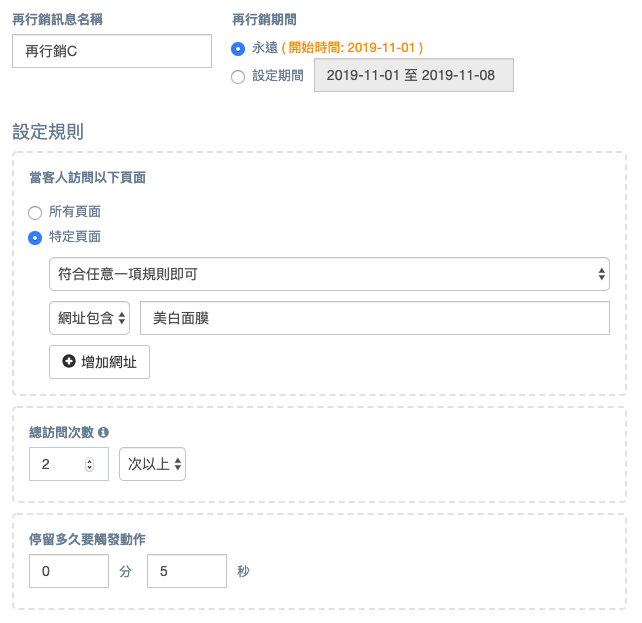 再行銷訊息名稱
再行銷期間
再行銷C
永遠 ( 開始時間: 2019-11-01 )
設定期間
2019-11-01 至 2019-11-08
設定規則
當客人訪問以下頁面
所有頁面
特定頁面
符合任意一項規則即可
網址包含
美白面膜
增加網址
總訪問次數
2
次以上
停留多久要觸發動作
0
分
5
秒